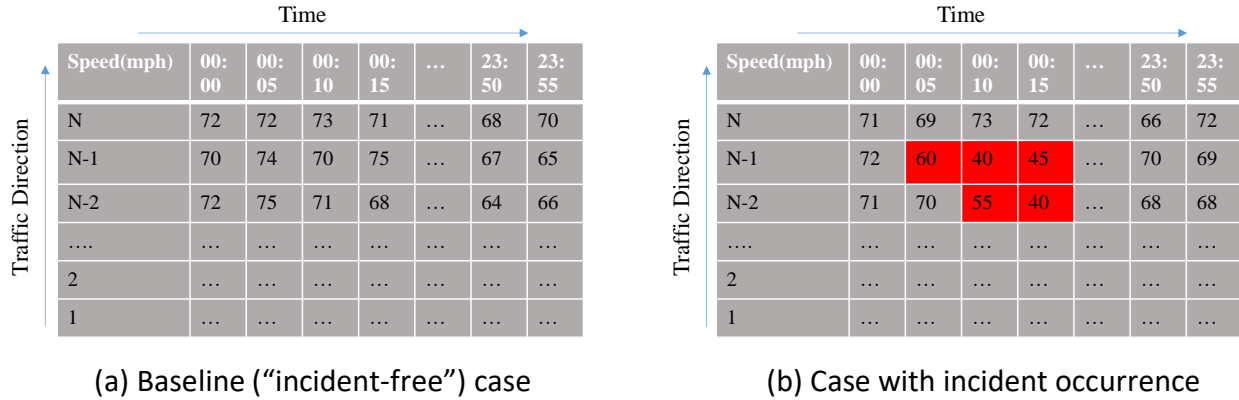 Time
Traffic Direction
Speed(mph) 00:00 00:05 00:10 00:15 … 23:50 23:55
N 72 72 73 71 … 68 70
N-1 70 74 70 75 … 67 65
N-2 72 75 71 68 … 64 66
…. … … … … … … …
2 … … … … … … …
1 … … … … … … …
(a) Baseline (“incident-free”) case
Time
Traffic Direction
Speed(mph) 00:00 00:05 00:10 00:15 … 23:50 23:55
N 71 69 73 72 … 66 72
N-1 72 60 40 45 … 70 69
N-2 71 70 55 40 … 68 68
…. … … … … … … …
2 … … … … … … …
1 … … … … … … …
(b) Case with incident occurrence